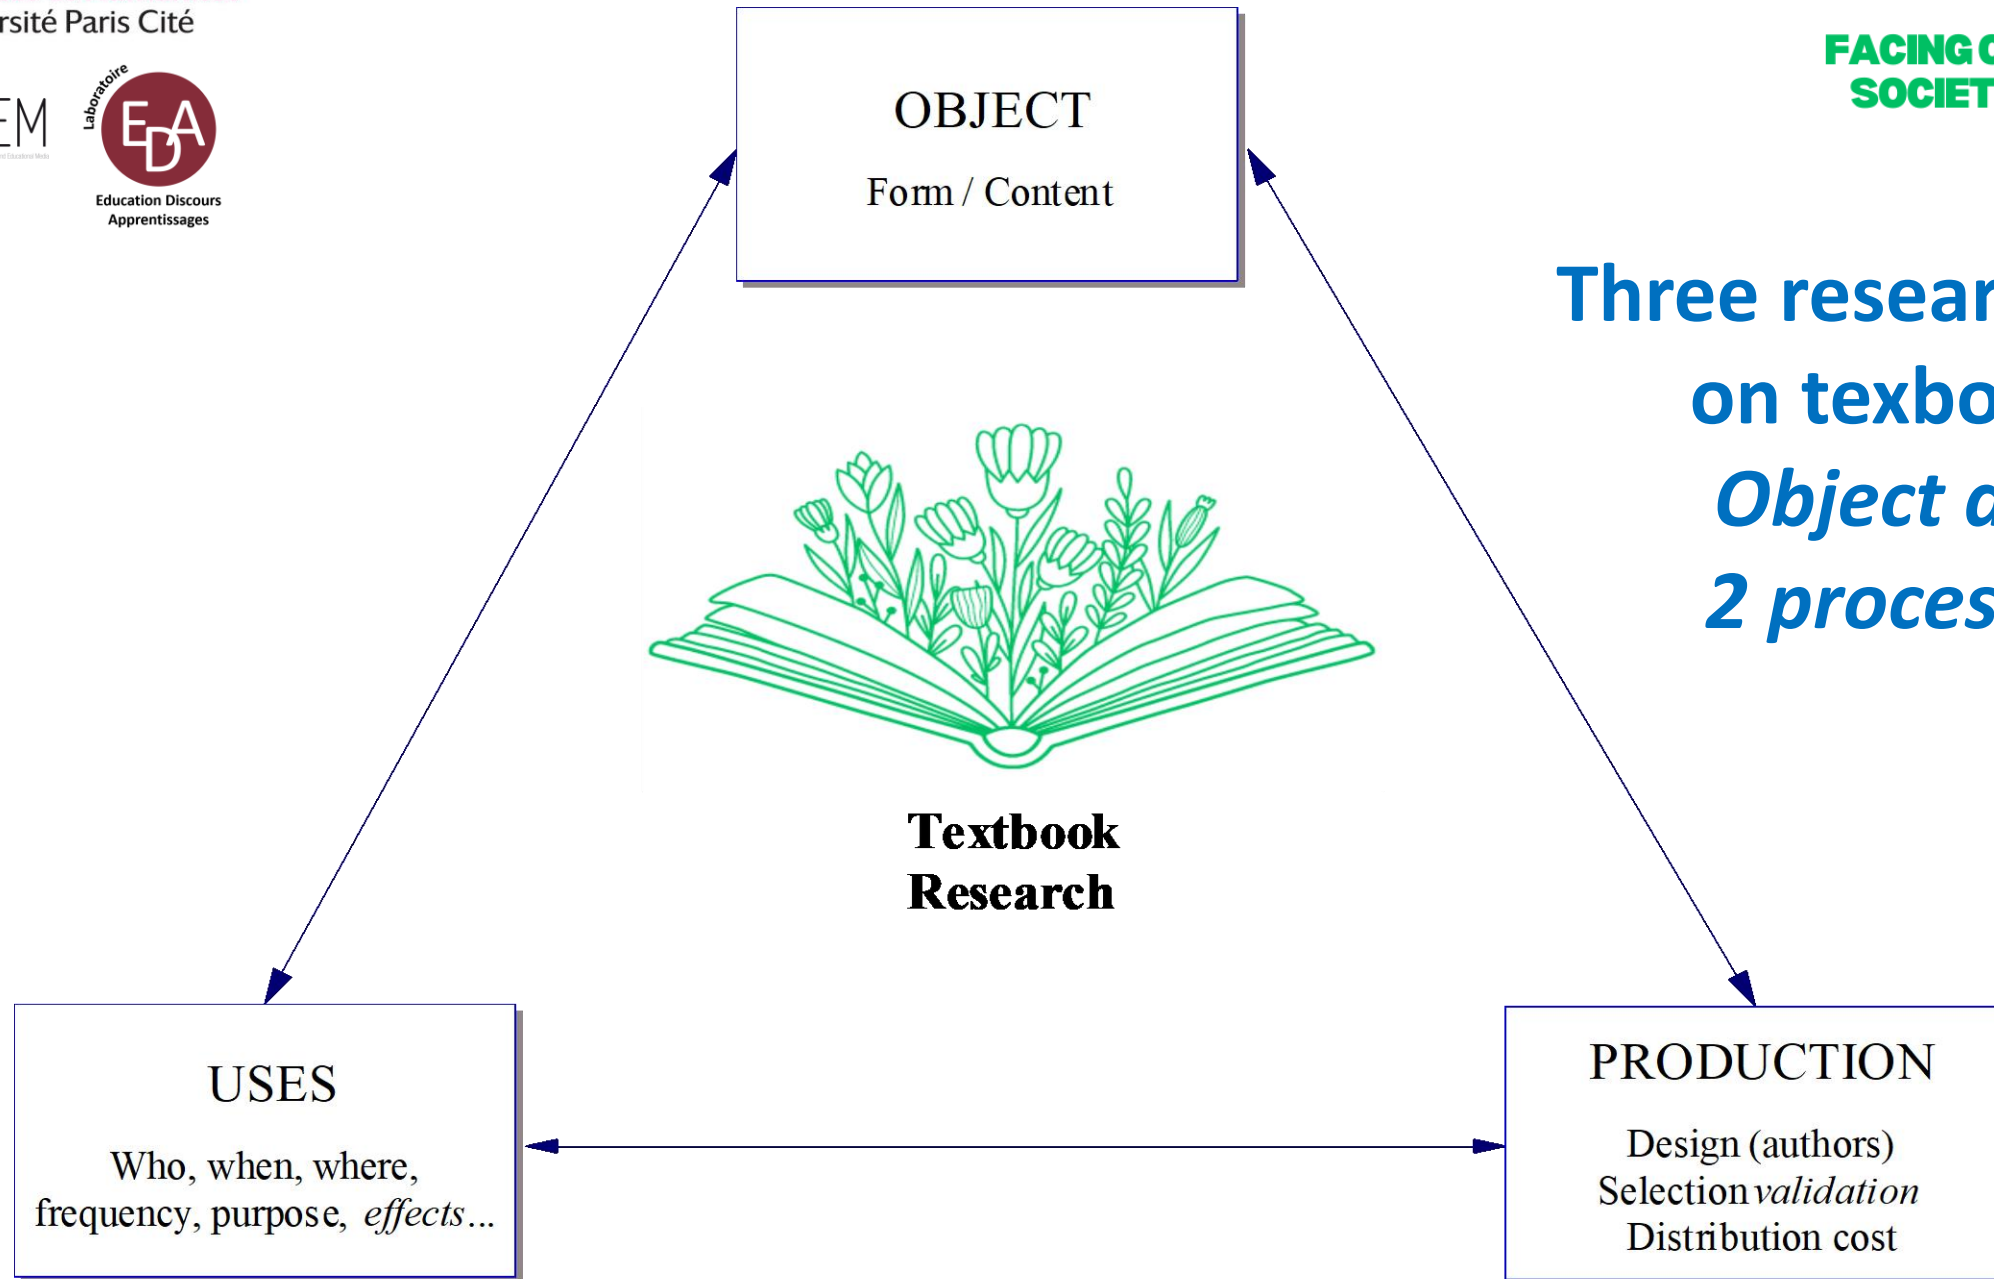 rsité Paris Cité
EM
Laboratoire
EDA
Education Discours
Apprentissages
OBJECT
Form / Content
FACING
SOCIET
Three resear
on texbo
Object a
2 proces
Textbook
Research
USES
Who, when, where,
frequency, purpose, effects...
PRODUCTION
Design (authors)
Selection validation
Distribution cost